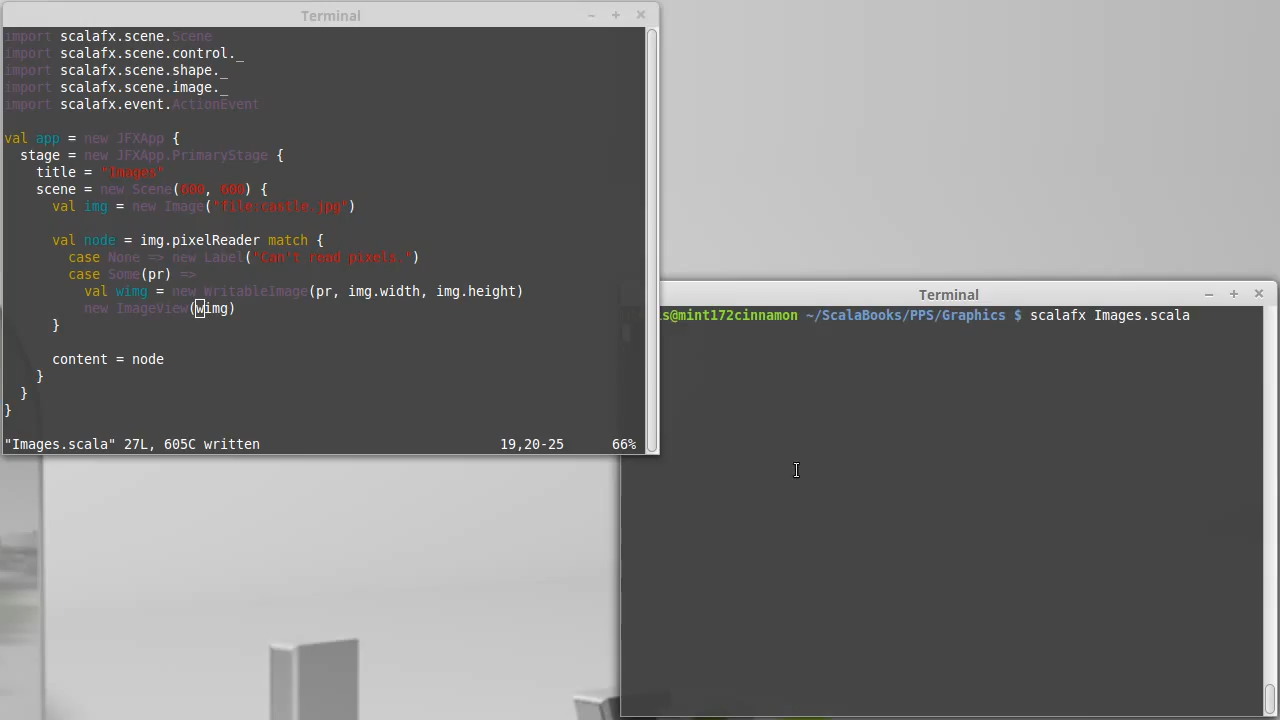 Terminal
import scalafx.scene.Scene
import scalafx.scene.control._
import scalafx.scene.shape._
import scalafx.scene.image._
import scalafx.event.ActionEvent
val app = new JFXApp {
  stage = new JFXApp.PrimaryStage {
    title = "Images"
    scene = new Scene(600, 600) {
      val img = new Image("file:castle.jpg")
      val node = img.pixelReader match {
        case None => new Label("Can't read pixels.")
        case Some(pr) =>
          val wimg = new WritableImage(pr, img.width, img.height)
          new ImageView(wimg)
      }
      content = node
    }
  }
}
"Images.scala" 27L, 605C written 19,20-25 66%
Terminal
s@mint172cinnamon ~/ScalaBooks/PPS/Graphics $ scalafx Images.scala